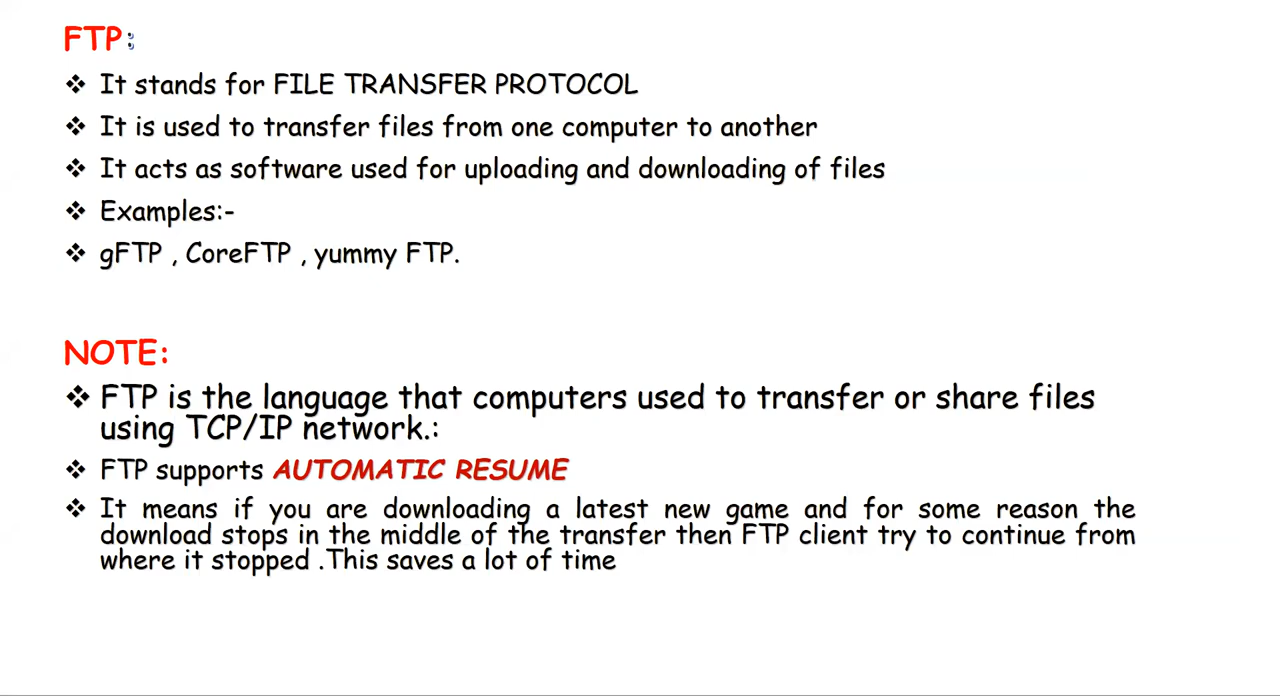 FTP:
❖ It stands for FILE TRANSFER PROTOCOL
❖ It is used to transfer files from one computer to another
❖ It acts as software used for uploading and downloading of files
❖ Examples:-
❖ gFTP , CoreFTP , yummy FTP.
NOTE:
❖ FTP is the language that computers used to transfer or share files
using TCP/IP network.:
❖ FTP supports AUTOMATIC RESUME
❖ It means if you are downloading a latest new game and for some reason the
download stops in the middle of the transfer then FTP client try to continue from
where it stopped .This saves a lot of time